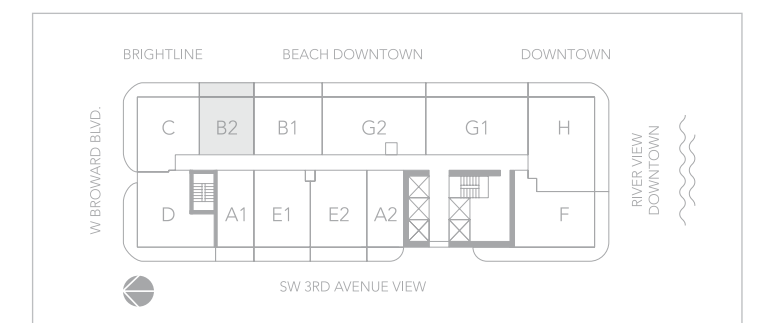 BRIGHTLINE
BEACH DOWNTOWN
DOWNTOWN
W BROWARD BLVD.
C
B2
B1
G2
G1
H
RIVER VIEW
DOWNTOWN
D
A1
E1
E2
A2
F
SW 3RD AVENUE VIEW